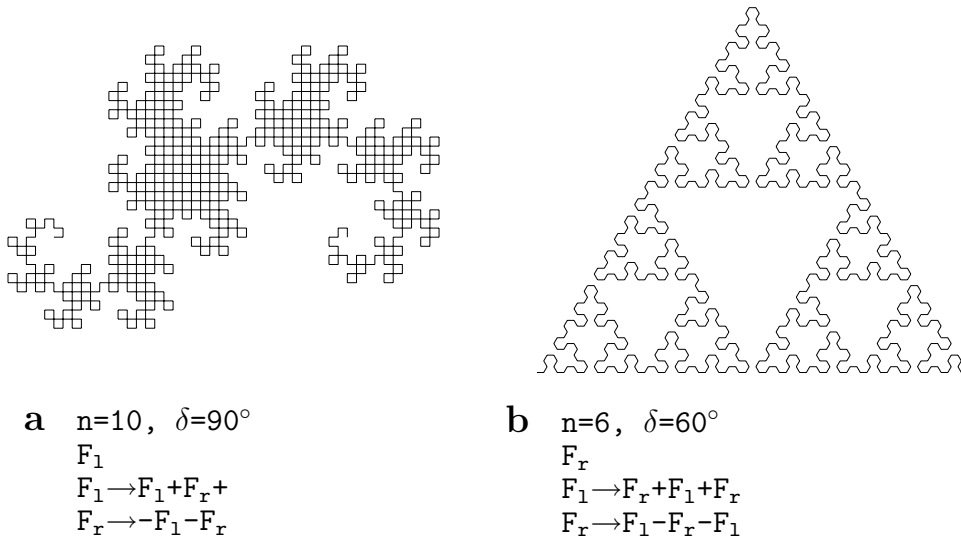 a n=10, δ=90°
F_l
F_l→F_l+F_r+
F_r→-F_l-F_r
b n=6, δ=60°
F_r
F_l→F_r+F_l+F_r
F_r→F_l-F_r-F_l